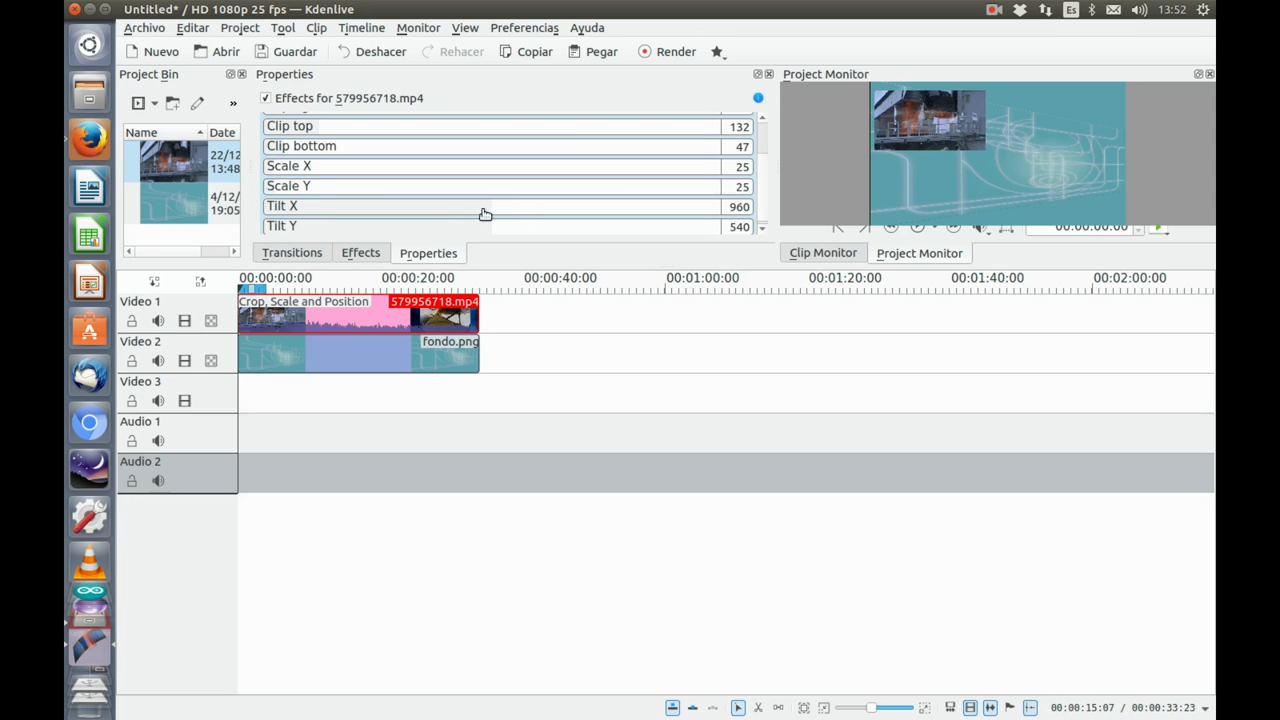 Untitled* / HD 1080p 25 fps — Kdenlive
Es 13:52
Archivo Editar Project Tool Clip Timeline Monitor View Preferencias Ayuda
Nuevo Abrir Guardar Deshacer Rehacer Copiar Pegar Render
Project Bin
Properties
Project Monitor
Effects for 579956718.mp4
Name Date
22/12
13:48
4/12/
19:05
Clip top 132
Clip bottom 47
Scale X 25
Scale Y 25
Tilt X 960
Tilt Y 540
00:00:00:00
Transitions Effects Properties
Clip Monitor Project Monitor
00:00:00:00 00:00:20:00 00:00:40:00 00:01:00:00 00:01:20:00 00:01:40:00 00:02:00:00
Video 1
Crop, Scale and Position 579956718.mp4
Video 2
fondo.png
Video 3
Audio 1
Audio 2
00:00:15:07 / 00:00:33:23